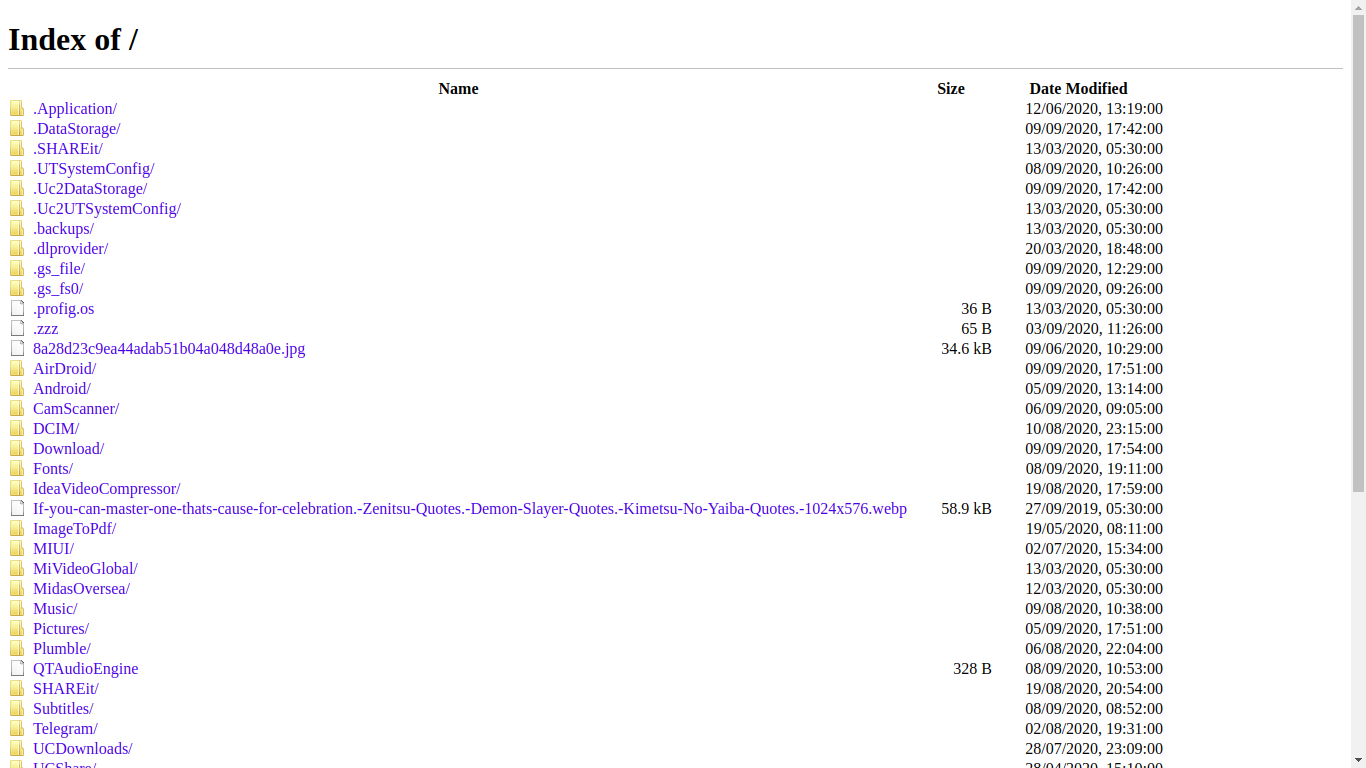 Index of /
Name Size Date Modified
.Application/ 12/06/2020, 13:19:00
.DataStorage/ 09/09/2020, 17:42:00
.SHAREit/ 13/03/2020, 05:30:00
.UTSystemConfig/ 08/09/2020, 10:26:00
.Uc2DataStorage/ 09/09/2020, 17:42:00
.Uc2UTSystemConfig/ 13/03/2020, 05:30:00
.backups/ 13/03/2020, 05:30:00
.dlprovider/ 20/03/2020, 18:48:00
.gs_file/ 09/09/2020, 12:29:00
.gs_fs0/ 09/09/2020, 09:26:00
.profig.os 36 B 13/03/2020, 05:30:00
.zzz 65 B 03/09/2020, 11:26:00
8a28d23c9ea44adab51b04a048d48a0e.jpg 34.6 kB 09/06/2020, 10:29:00
AirDroid/ 09/09/2020, 17:51:00
Android/ 05/09/2020, 13:14:00
CamScanner/ 06/09/2020, 09:05:00
DCIM/ 10/08/2020, 23:15:00
Download/ 09/09/2020, 17:54:00
Fonts/ 08/09/2020, 19:11:00
IdeaVideoCompressor/ 19/08/2020, 17:59:00
If-you-can-master-one-thats-cause-for-celebration.-Zenitsu-Quotes.-Demon-Slayer-Quotes.-Kimetsu-No-Yaiba-Quotes.-1024x576.webp 58.9 kB 27/09/2019, 05:30:00
ImageToPdf/ 19/05/2020, 08:11:00
MIUI/ 02/07/2020, 15:34:00
MiVideoGlobal/ 13/03/2020, 05:30:00
MidasOversea/ 12/03/2020, 05:30:00
Music/ 09/08/2020, 10:38:00
Pictures/ 05/09/2020, 17:51:00
Plumble/ 06/08/2020, 22:04:00
QTAudioEngine 328 B 08/09/2020, 10:53:00
SHAREit/ 19/08/2020, 20:54:00
Subtitles/ 08/09/2020, 08:52:00
Telegram/ 02/08/2020, 19:31:00
UCDownloads/ 28/07/2020, 23:09:00
UCShare/ 28/04/2020, 15:10:00